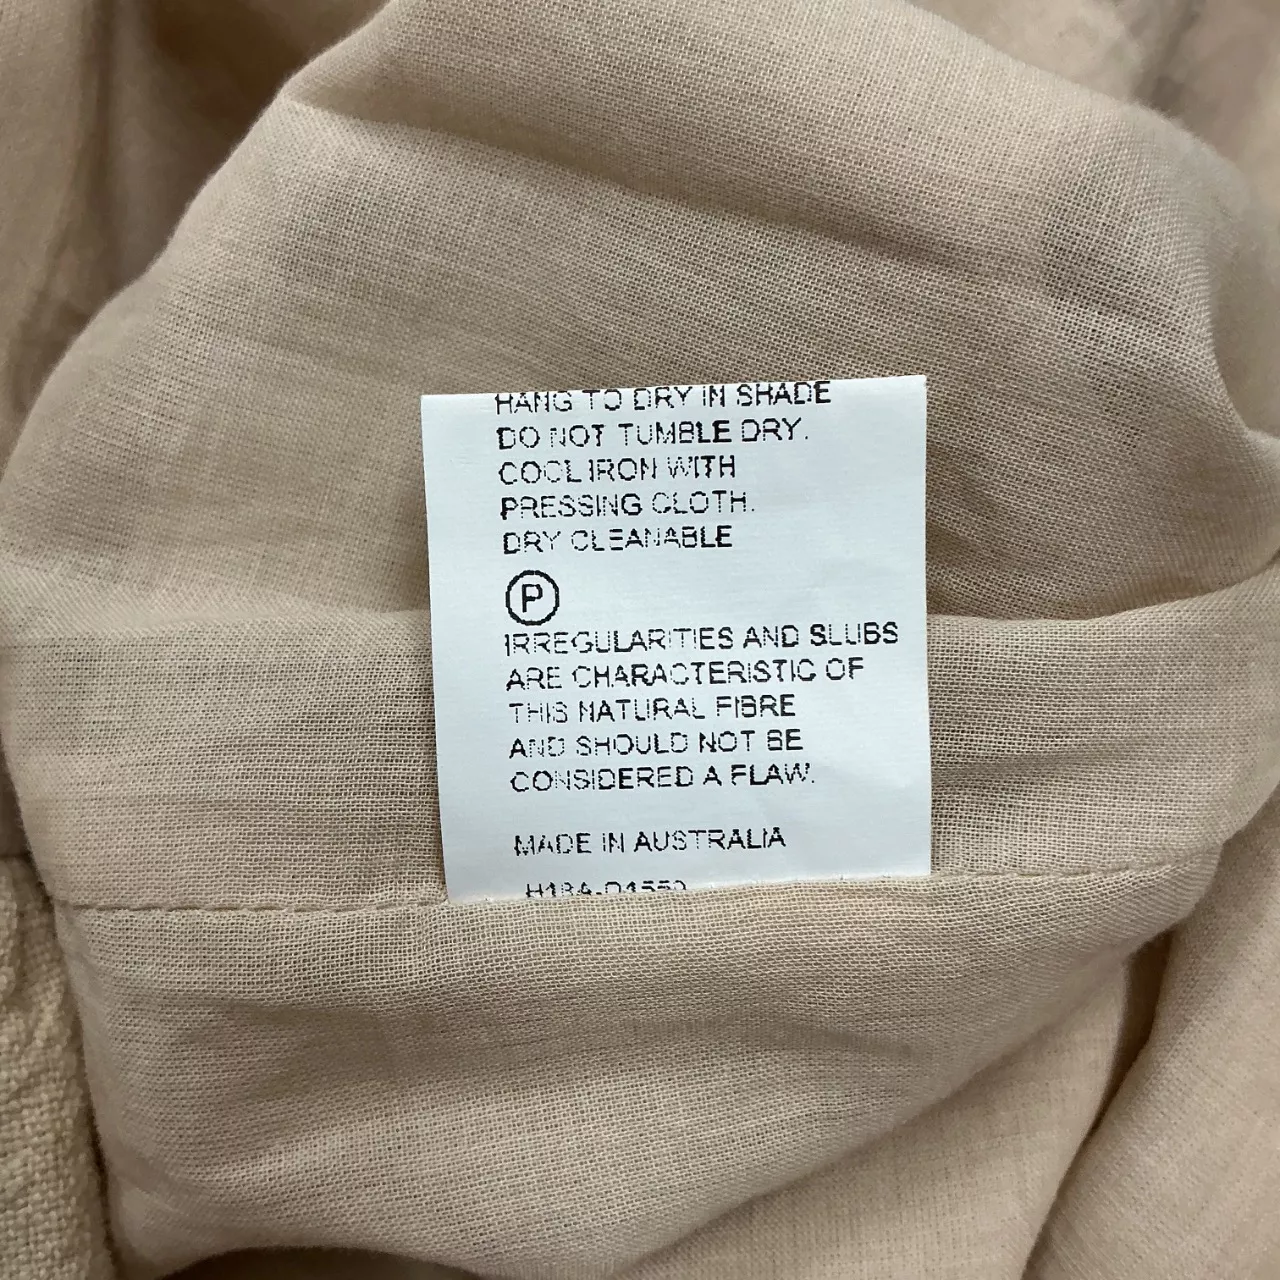 HANG TO DRY IN SHADE
DO NOT TUMBLE DRY.
COOL IRON WITH
PRESSING CLOTH.
DRY CLEANABLE
P
IRREGULARITIES AND SLUBS
ARE CHARACTERISTIC OF
THIS NATURAL FIBRE
AND SHOULD NOT BE
CONSIDERED A FLAW.
MADE IN AUSTRALIA